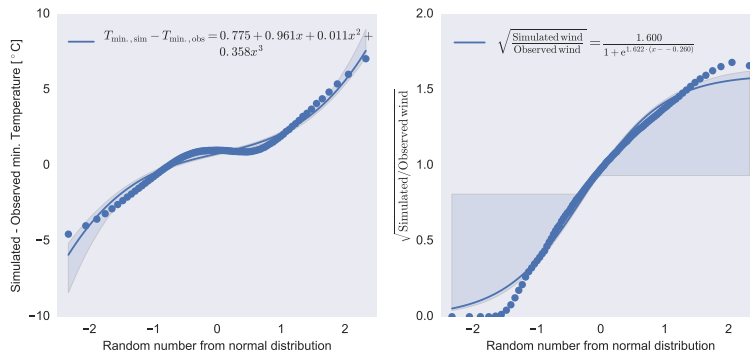 10
5
0
−5
−10
−2 −1 0 1 2
Simulated - Observed min. Temperature [°C]
Random number from normal distribution
T_min.,sim − T_min.,obs = 0.775 + 0.961x + 0.011x² +
0.358x³
2.0
1.5
1.0
0.5
0.0
−2 −1 0 1 2
√Simulated/Observed wind
Random number from normal distribution
√(Simulated wind / Observed wind) = 1.600 / 1+e^1.622·(x−−0.260)